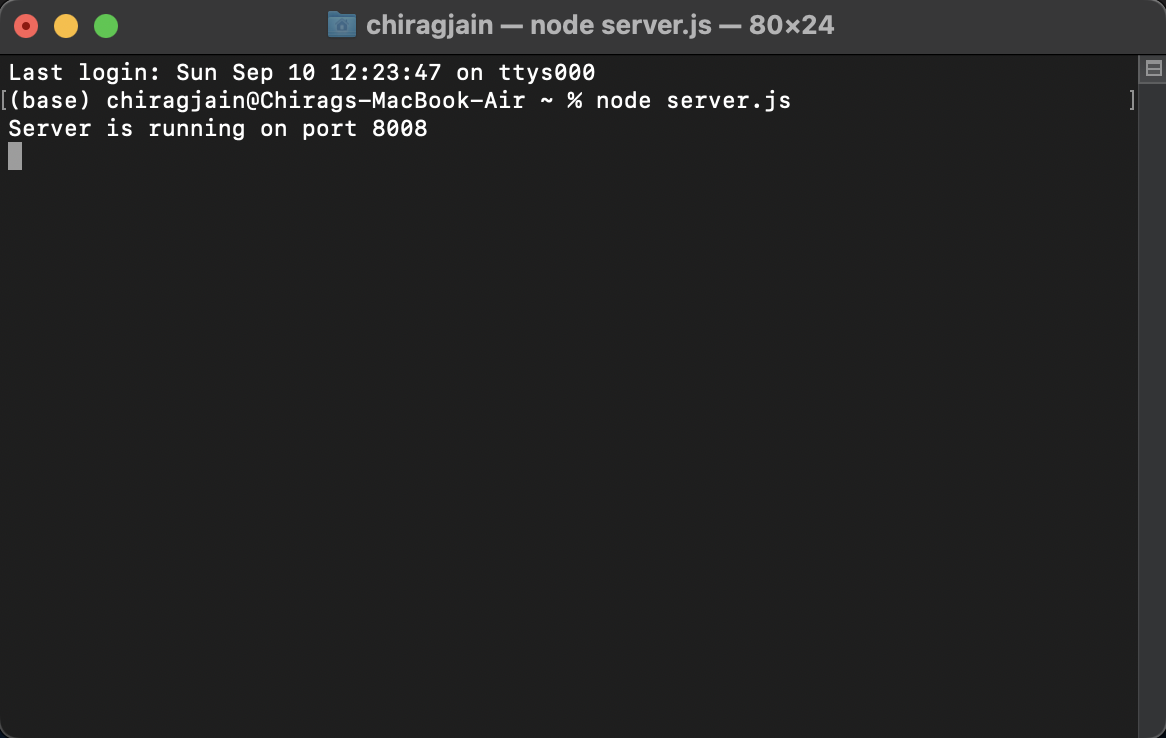 chiragjain — node server.js — 80×24
Last login: Sun Sep 10 12:23:47 on ttys000
[(base) chiragjain@Chirags-MacBook-Air ~ % node server.js ]
Server is running on port 8008